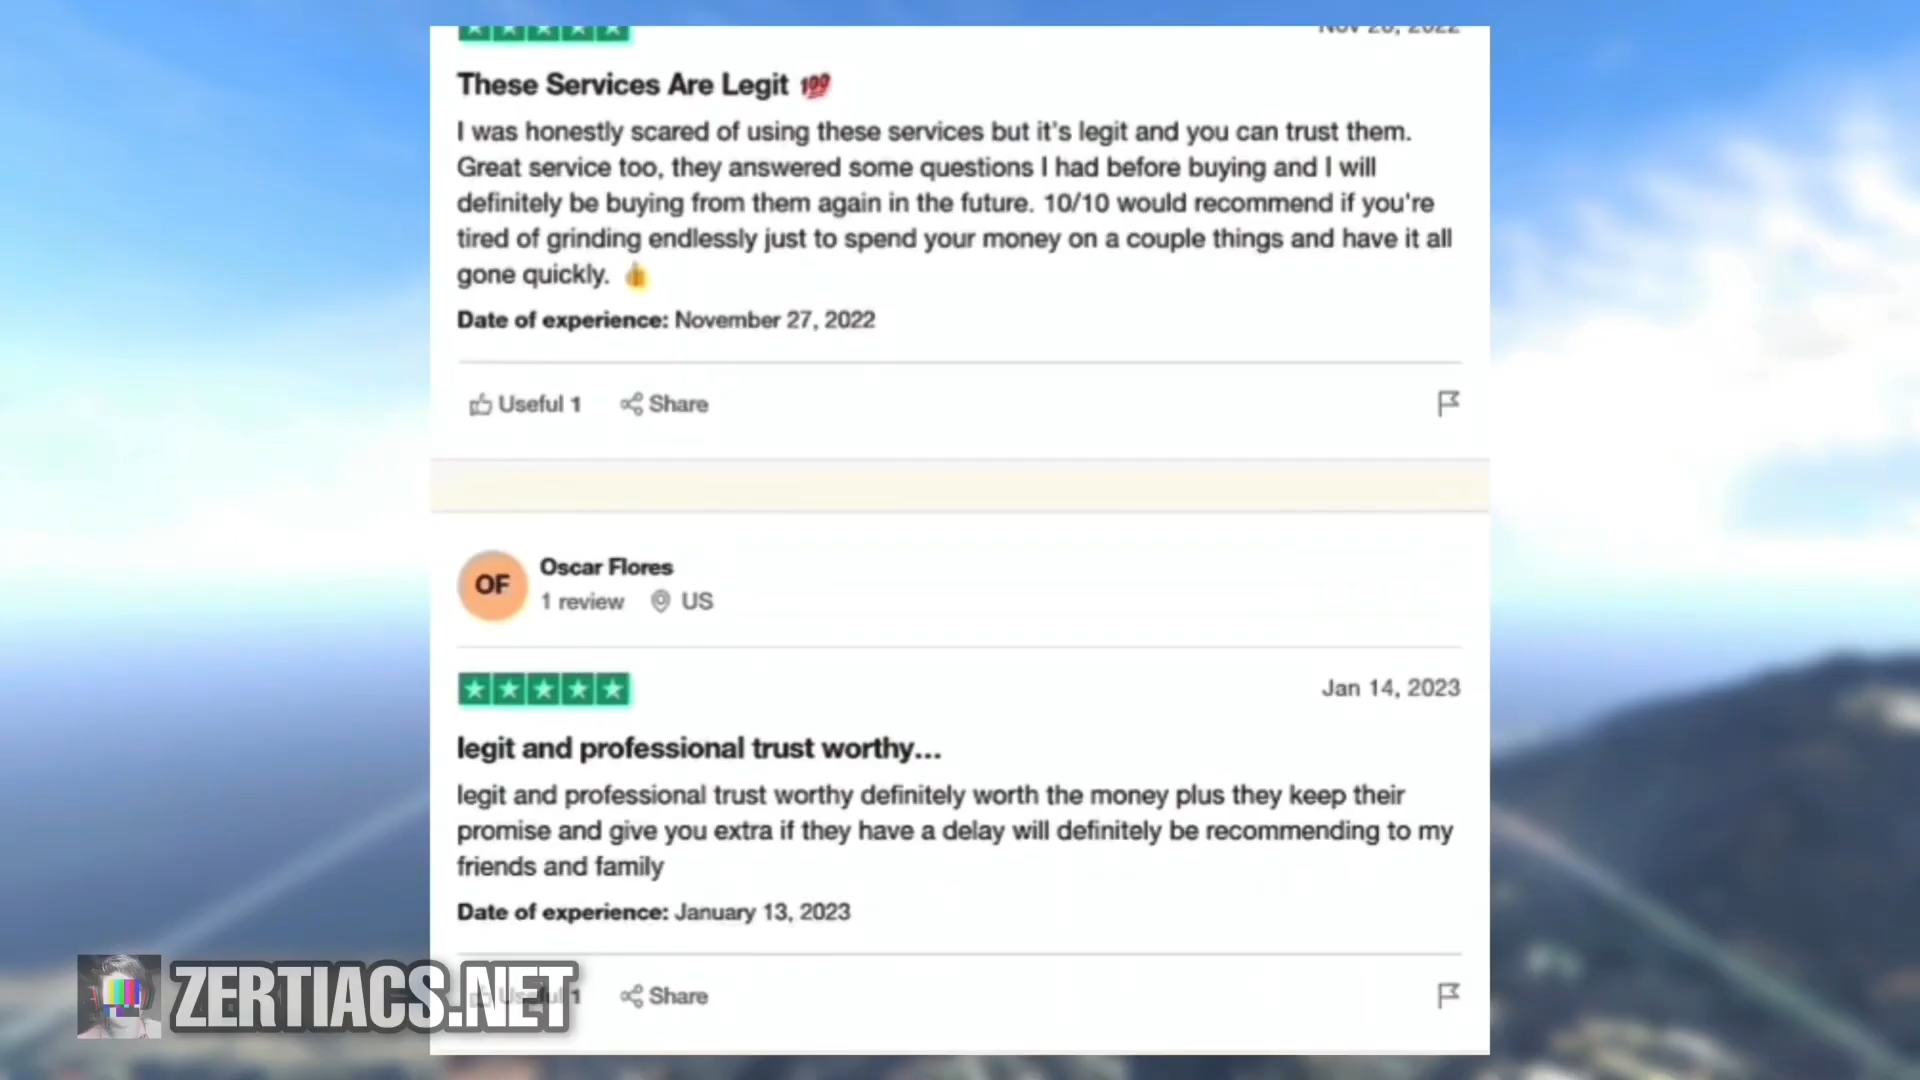 Nov 28, 2022
These Services Are Legit 💯
I was honestly scared of using these services but it's legit and you can trust them.
Great service too, they answered some questions I had before buying and I will
definitely be buying from them again in the future. 10/10 would recommend if you're
tired of grinding endlessly just to spend your money on a couple things and have it all
gone quickly. 👍
Date of experience: November 27, 2022
Useful 1 Share
OF
Oscar Flores
1 review US
Jan 14, 2023
legit and professional trust worthy…
legit and professional trust worthy definitely worth the money plus they keep their
promise and give you extra if they have a delay will definitely be recommending to my
friends and family
Date of experience: January 13, 2023
Useful 1 Share
ZERTIACS.NET